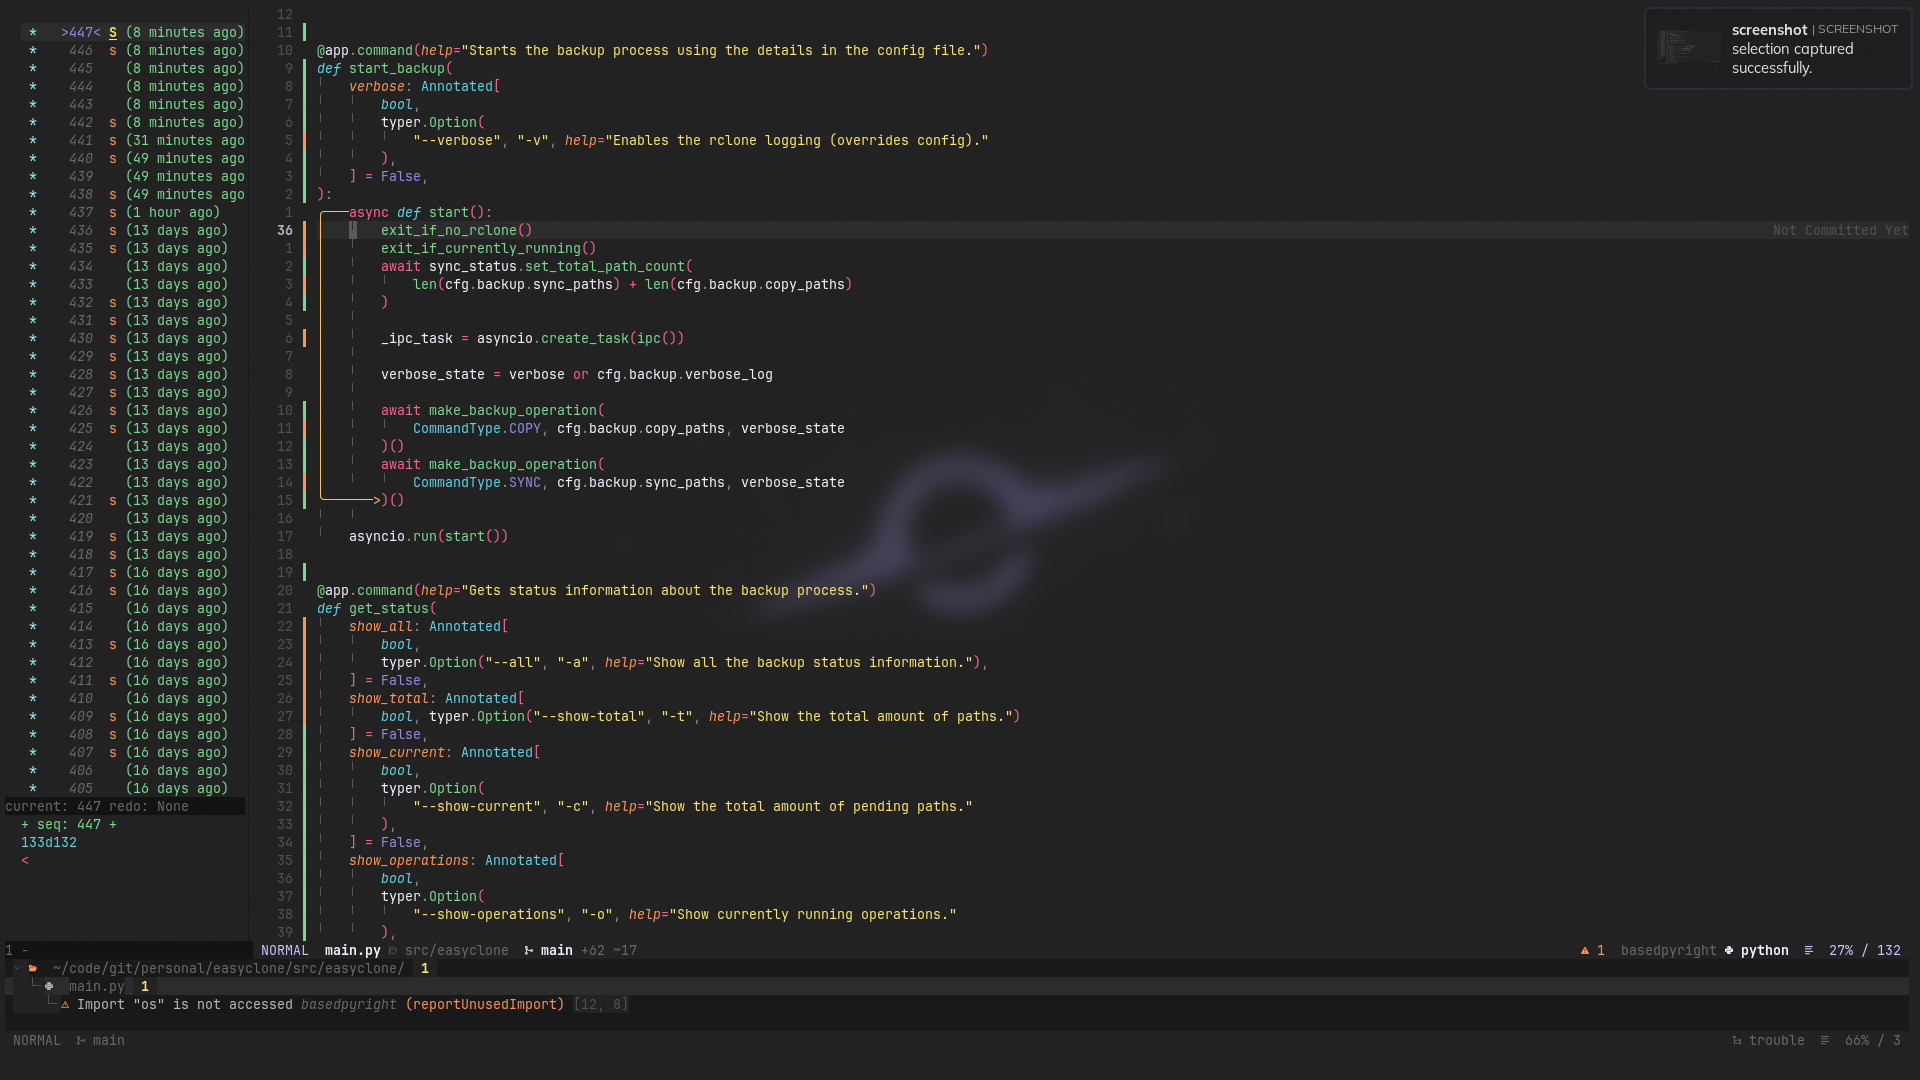 * >447< S (8 minutes ago)
* 446 s (8 minutes ago)
* 445 (8 minutes ago)
* 444 (8 minutes ago)
* 443 (8 minutes ago)
* 442 s (8 minutes ago)
* 441 s (31 minutes ago
* 440 s (49 minutes ago
* 439 (49 minutes ago
* 438 s (49 minutes ago
* 437 s (1 hour ago)
* 436 s (13 days ago)
* 435 s (13 days ago)
* 434 (13 days ago)
* 433 (13 days ago)
* 432 s (13 days ago)
* 431 s (13 days ago)
* 430 s (13 days ago)
* 429 s (13 days ago)
* 428 s (13 days ago)
* 427 s (13 days ago)
* 426 s (13 days ago)
* 425 s (13 days ago)
* 424 (13 days ago)
* 423 (13 days ago)
* 422 (13 days ago)
* 421 s (13 days ago)
* 420 (13 days ago)
* 419 s (13 days ago)
* 418 s (13 days ago)
* 417 s (16 days ago)
* 416 s (16 days ago)
* 415 (16 days ago)
* 414 (16 days ago)
* 413 s (16 days ago)
* 412 (16 days ago)
* 411 s (16 days ago)
* 410 (16 days ago)
* 409 s (16 days ago)
* 408 s (16 days ago)
* 407 s (16 days ago)
* 406 (16 days ago)
* 405 (16 days ago)
current: 447 redo: None
+ seq: 447 +
133d132
<
1 -
12
11
10 @app.command(help="Starts the backup process using the details in the config file.")
9 def start_backup(
8 verbose: Annotated[
7 bool,
6 typer.Option(
5 "--verbose", "-v", help="Enables the rclone logging (overrides config)."
4 ),
3 ] = False,
2 ):
1 async def start():
36 exit_if_no_rclone() Not Committed Yet
1 exit_if_currently_running()
2 await sync_status.set_total_path_count(
3 len(cfg.backup.sync_paths) + len(cfg.backup.copy_paths)
4 )
5
6 _ipc_task = asyncio.create_task(ipc())
7
8 verbose_state = verbose or cfg.backup.verbose_log
9
10 await make_backup_operation(
11 CommandType.COPY, cfg.backup.copy_paths, verbose_state
12 )()
13 await make_backup_operation(
14 CommandType.SYNC, cfg.backup.sync_paths, verbose_state
15 >)()
16
17 asyncio.run(start())
18
19
20 @app.command(help="Gets status information about the backup process.")
21 def get_status(
22 show_all: Annotated[
23 bool,
24 typer.Option("--all", "-a", help="Show all the backup status information."),
25 ] = False,
26 show_total: Annotated[
27 bool, typer.Option("--show-total", "-t", help="Show the total amount of paths.")
28 ] = False,
29 show_current: Annotated[
30 bool,
31 typer.Option(
32 "--show-current", "-c", help="Show the total amount of pending paths."
33 ),
34 ] = False,
35 show_operations: Annotated[
36 bool,
37 typer.Option(
38 "--show-operations", "-o", help="Show currently running operations."
39 ),
NORMAL main.py src/easyclone main +62 ~17 1 basedpyright python 27% / 132
~/code/git/personal/easyclone/src/easyclone/ 1
main.py 1
Import "os" is not accessed basedpyright (reportUnusedImport) [12, 8]
NORMAL main trouble 66% / 3
screenshot | SCREENSHOT
selection captured
successfully.